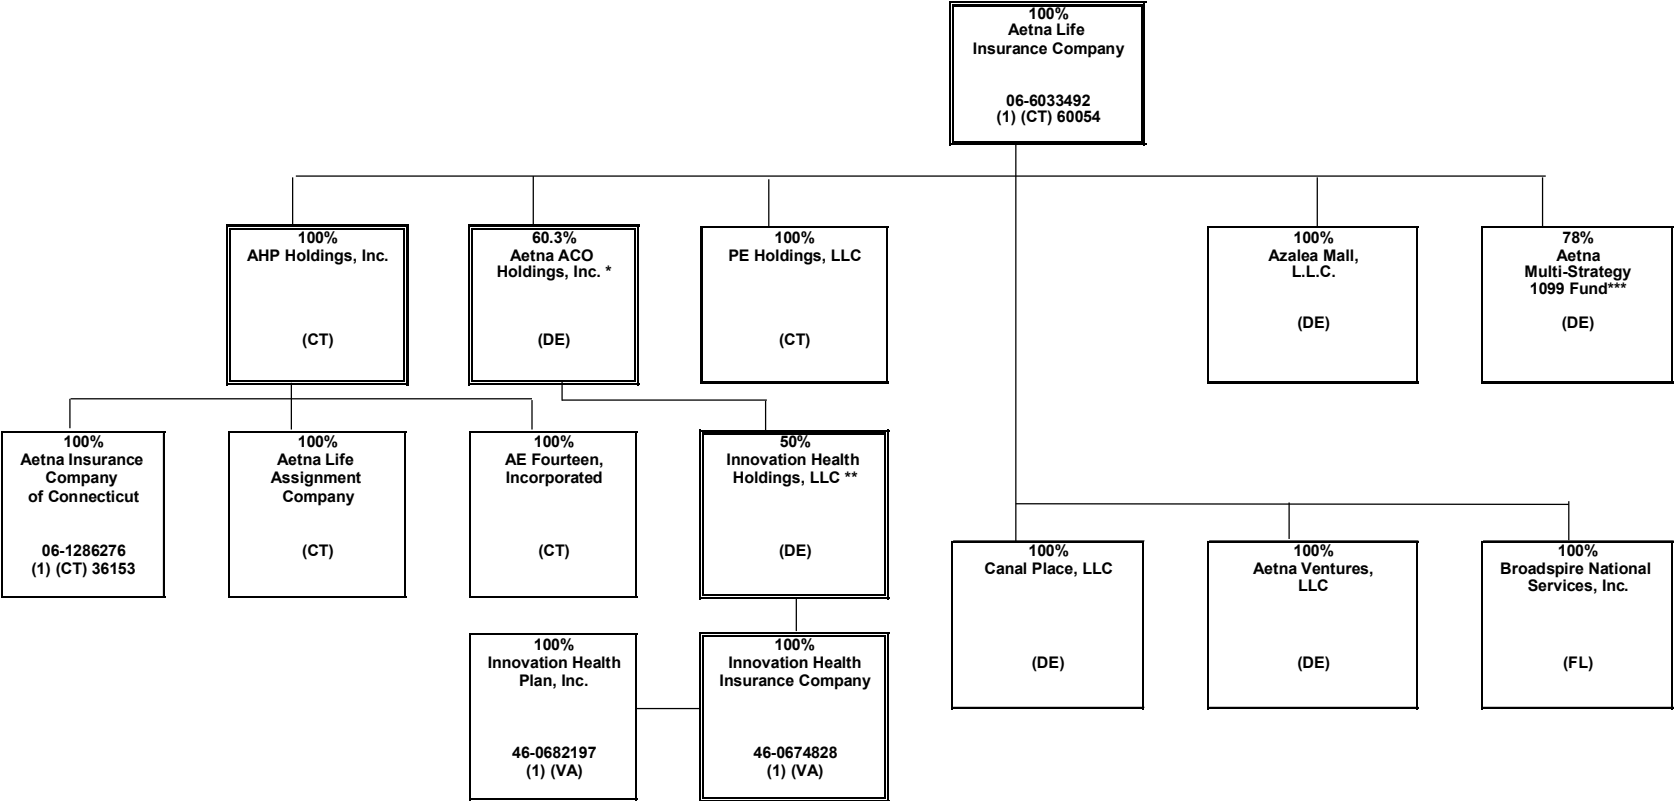 100%
Aetna Life
Insurance Company
06-6033492
(1) (CT) 60054
100%
AHP Holdings, Inc.
(CT)
60.3%
Aetna ACO
Holdings, Inc. *
(DE)
100%
PE Holdings, LLC
(CT)
100%
Azalea Mall,
L.L.C.
(DE)
78%
Aetna
Multi-Strategy
1099 Fund***
(DE)
100%
Aetna Insurance
Company
of Connecticut
06-1286276
(1) (CT) 36153
100%
Aetna Life
Assignment
Company
(CT)
100%
AE Fourteen,
Incorporated
(CT)
50%
Innovation Health
Holdings, LLC **
(DE)
100%
Canal Place, LLC
(DE)
100%
Aetna Ventures,
LLC
(DE)
100%
Broadspire National
Services, Inc.
(FL)
100%
Innovation Health
Plan, Inc.
46-0682197
(1) (VA)
100%
Innovation Health
Insurance Company
46-0674828
(1) (VA)